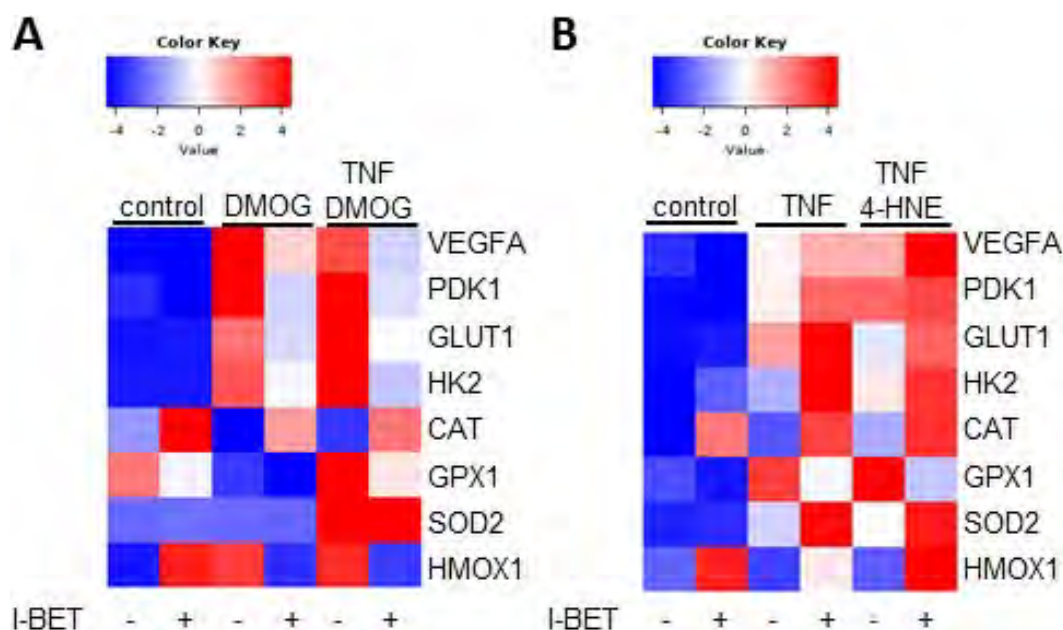 A
Color Key
-4 -2 0 2 4
Value
control DMOG TNF DMOG
VEGFA
PDK1
GLUT1
HK2
CAT
GPX1
SOD2
HMOX1
I-BET - + - + - +
B
Color Key
-4 -2 0 2 4
Value
control TNF TNF 4-HNE
VEGFA
PDK1
GLUT1
HK2
CAT
GPX1
SOD2
HMOX1
I-BET - + - + - +